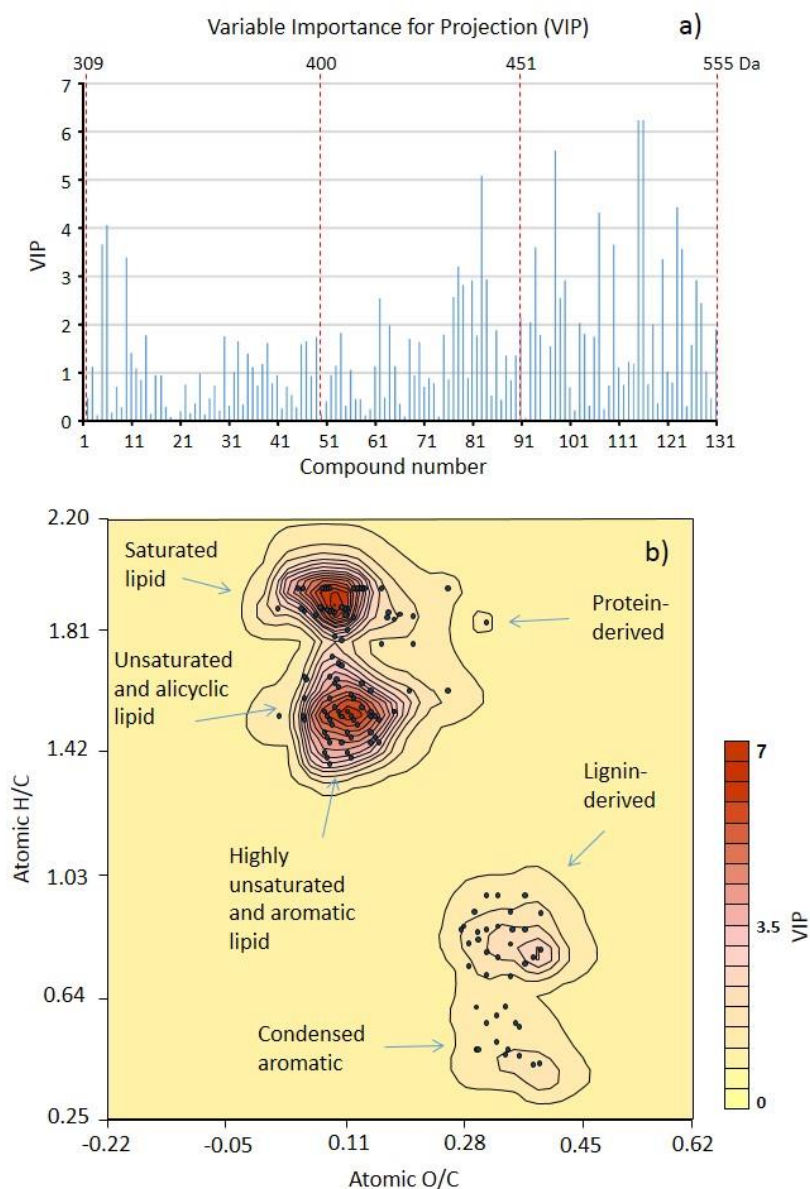 Variable Importance for Projection (VIP)
a)
309 400 451 555 Da
7
6
5
4
3
2
1
0
VIP
1 11 21 31 41 51 61 71 81 91 101 111 121 131
Compound number
b)
2.20
1.81
1.42
1.03
0.64
0.25
Atomic H/C
Saturated
lipid
Protein-
derived
Unsaturated
and alicyclic
lipid
Lignin-
derived
Highly
unsaturated
and aromatic
lipid
Condensed
aromatic
7
3.5
0
VIP
-0.22 -0.05 0.11 0.28 0.45 0.62
Atomic O/C